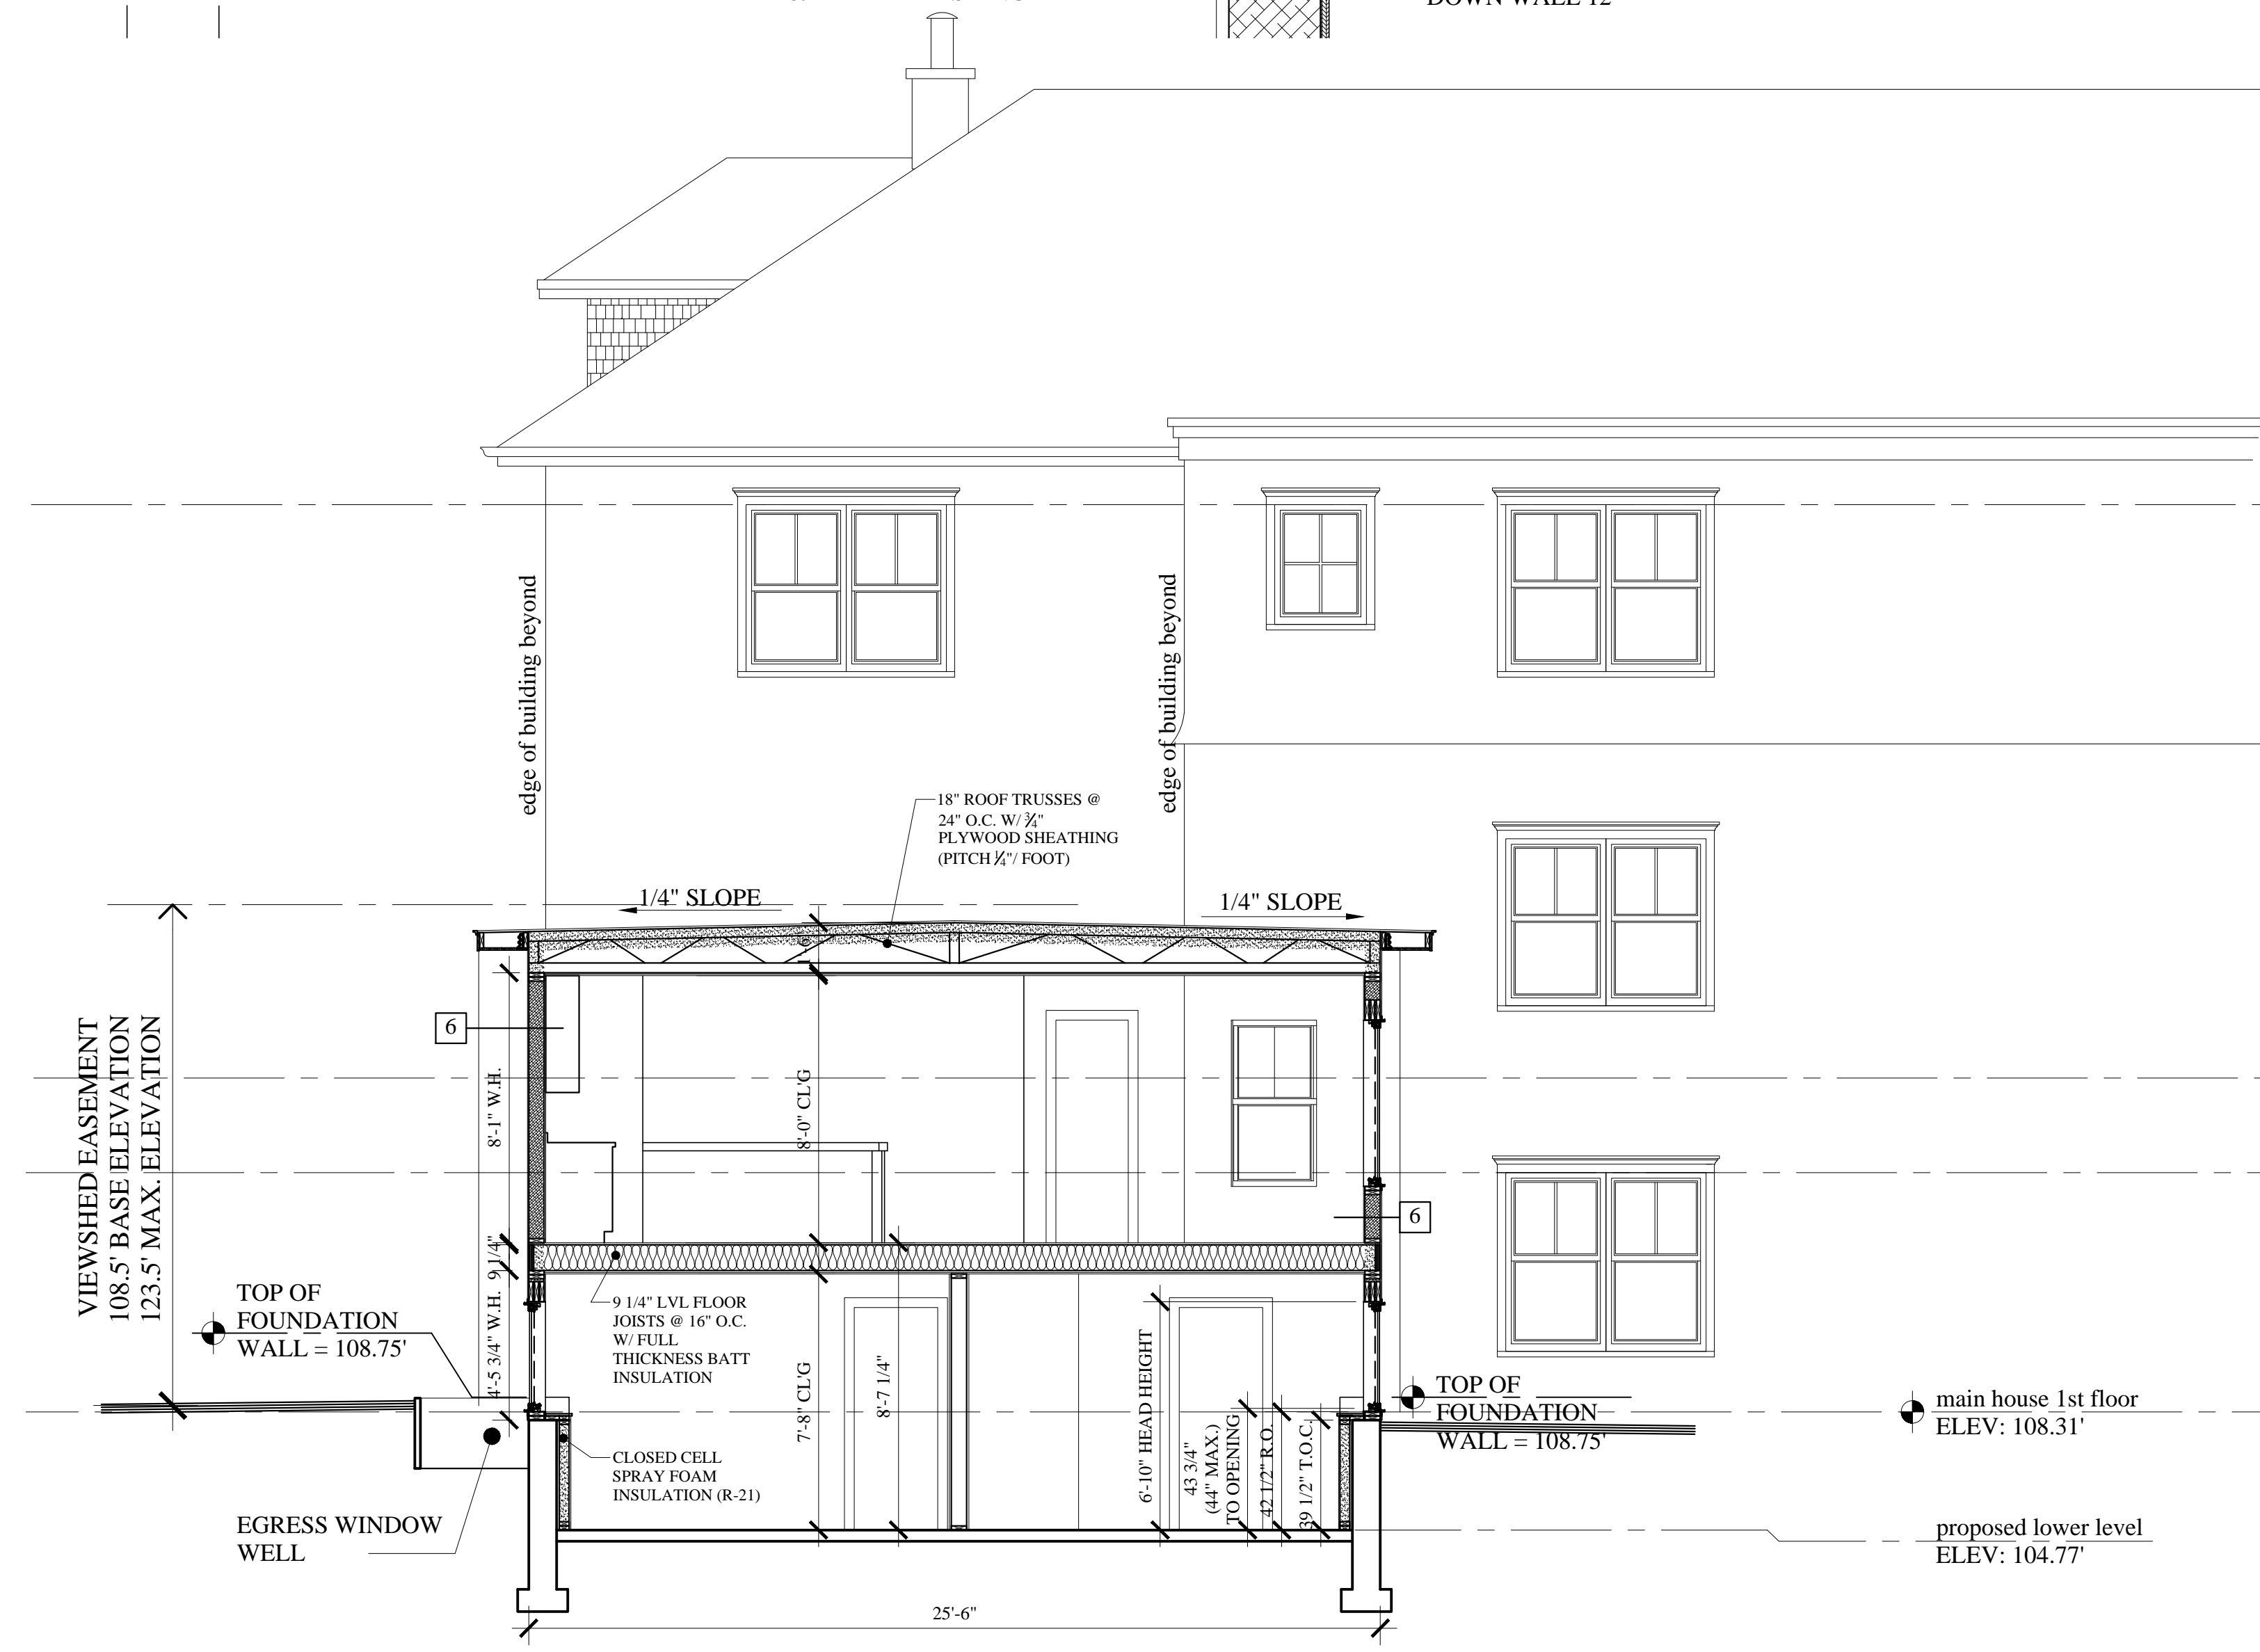 DOWN WALL 12"
edge of building beyond
edge of building beyond
18" ROOF TRUSSES @
24" O.C. W/ ¾"
PLYWOOD SHEATHING
(PITCH ¼"/ FOOT)
1/4" SLOPE
1/4" SLOPE
VIEWSHED EASEMENT
108.5' BASE ELEVATION
123.5' MAX. ELEVATION
6
8'-1" W.H.
8'-0" CL'G
6
9 1/4"
4'-5 3/4" W.H.
TOP OF
FOUNDATION
WALL = 108.75'
9 1/4" LVL FLOOR
JOISTS @ 16" O.C.
W/ FULL
THICKNESS BATT
INSULATION
7'-8" CL'G
8'-7 1/4"
6'-10" HEAD HEIGHT
43 3/4"
(44" MAX.)
TO OPENING
42 1/2" R.O.
39 1/2" T.O.C.
TOP OF
FOUNDATION
WALL = 108.75'
main house 1st floor
ELEV: 108.31'
CLOSED CELL
SPRAY FOAM
INSULATION (R-21)
EGRESS WINDOW
WELL
proposed lower level
ELEV: 104.77'
25'-6"